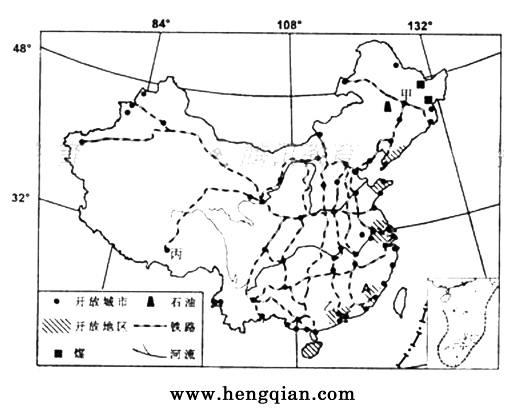 84°
108°
132°
48°
甲
32°
丙
A
● 开放城市
▲ 石油
开放地区
铁路
■ 煤
河流
www.hengqian.com